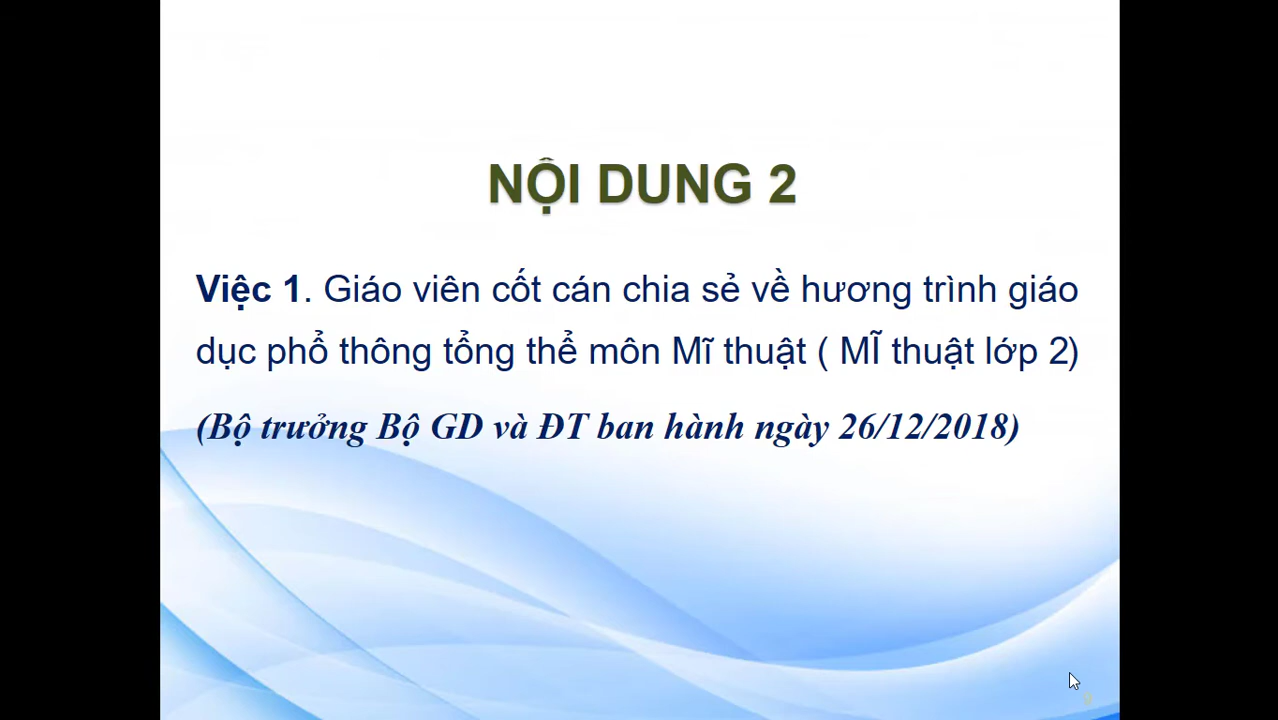 NỘI DUNG 2
Việc 1. Giáo viên cốt cán chia sẻ về hương trình giáo
dục phổ thông tổng thể môn Mĩ thuật ( MĨ thuật lớp 2)
(Bộ trưởng Bộ GD và ĐT ban hành ngày 26/12/2018)